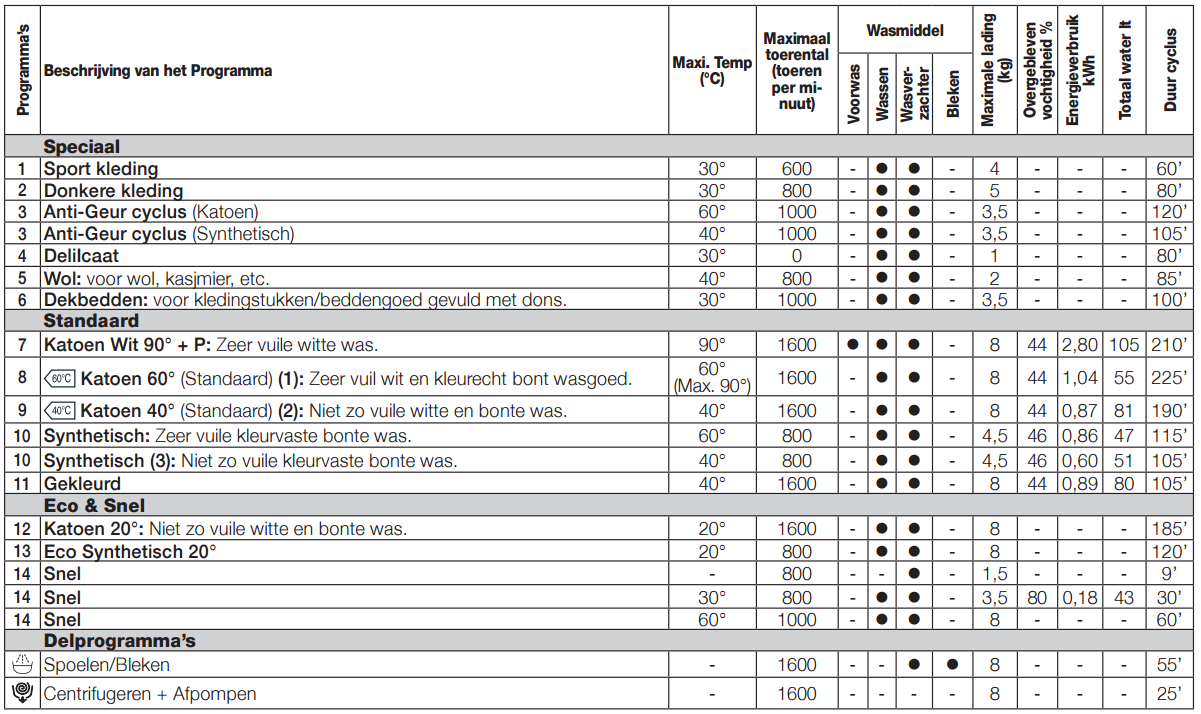 Programma's Beschrijving van het Programma Maxi. Temp (°C) Maximaal toerental (toeren per mi-nuut) Wasmiddel Maximale lading (kg) Overgebleven vochtigheid % Energieverbruik kWh Totaal water lt Duur cyclus
Voorwas Wassen Wasver-zachter Bleken
Speciaal
1 Sport kleding 30° 600 - ● ● - 4 - - - 60’
2 Donkere kleding 30° 800 - ● ● - 5 - - - 80’
3 Anti-Geur cyclus (Katoen) 60° 1000 - ● ● - 3,5 - - - 120’
3 Anti-Geur cyclus (Synthetisch) 40° 1000 - ● ● - 3,5 - - - 105’
4 Delilcaat 30° 0 - ● ● - 1 - - - 80’
5 Wol: voor wol, kasjmier, etc. 40° 800 - ● ● - 2 - - - 85’
6 Dekbedden: voor kledingstukken/beddengoed gevuld met dons. 30° 1000 - ● ● - 3,5 - - - 100’
Standaard
7 Katoen Wit 90° + P: Zeer vuile witte was. 90° 1600 ● ● ● - 8 44 2,80 105 210’
8 60°C Katoen 60° (Standaard) (1): Zeer vuil wit en kleurecht bont wasgoed. 60° (Max. 90°) 1600 - ● ● - 8 44 1,04 55 225’
9 40°C Katoen 40° (Standaard) (2): Niet zo vuile witte en bonte was. 40° 1600 - ● ● - 8 44 0,87 81 190’
10 Synthetisch: Zeer vuile kleurvaste bonte was. 60° 800 - ● ● - 4,5 46 0,86 47 115’
10 Synthetisch (3): Niet zo vuile kleurvaste bonte was. 40° 800 - ● ● - 4,5 46 0,60 51 105’
11 Gekleurd 40° 1600 - ● ● - 8 44 0,89 80 105’
Eco & Snel
12 Katoen 20°: Niet zo vuile witte en bonte was. 20° 1600 - ● ● - 8 - - - 185’
13 Eco Synthetisch 20° 20° 800 - ● ● - 8 - - - 120’
14 Snel - 800 - - ● - 1,5 - - - 9’
14 Snel 30° 800 - ● ● - 3,5 80 0,18 43 30’
14 Snel 60° 1000 - ● ● - 8 - - - 60’
Delprogramma’s
Spoelen/Bleken - 1600 - - ● ● 8 - - - 55’
Centrifugeren + Afpompen - 1600 - - - - 8 - - - 25’